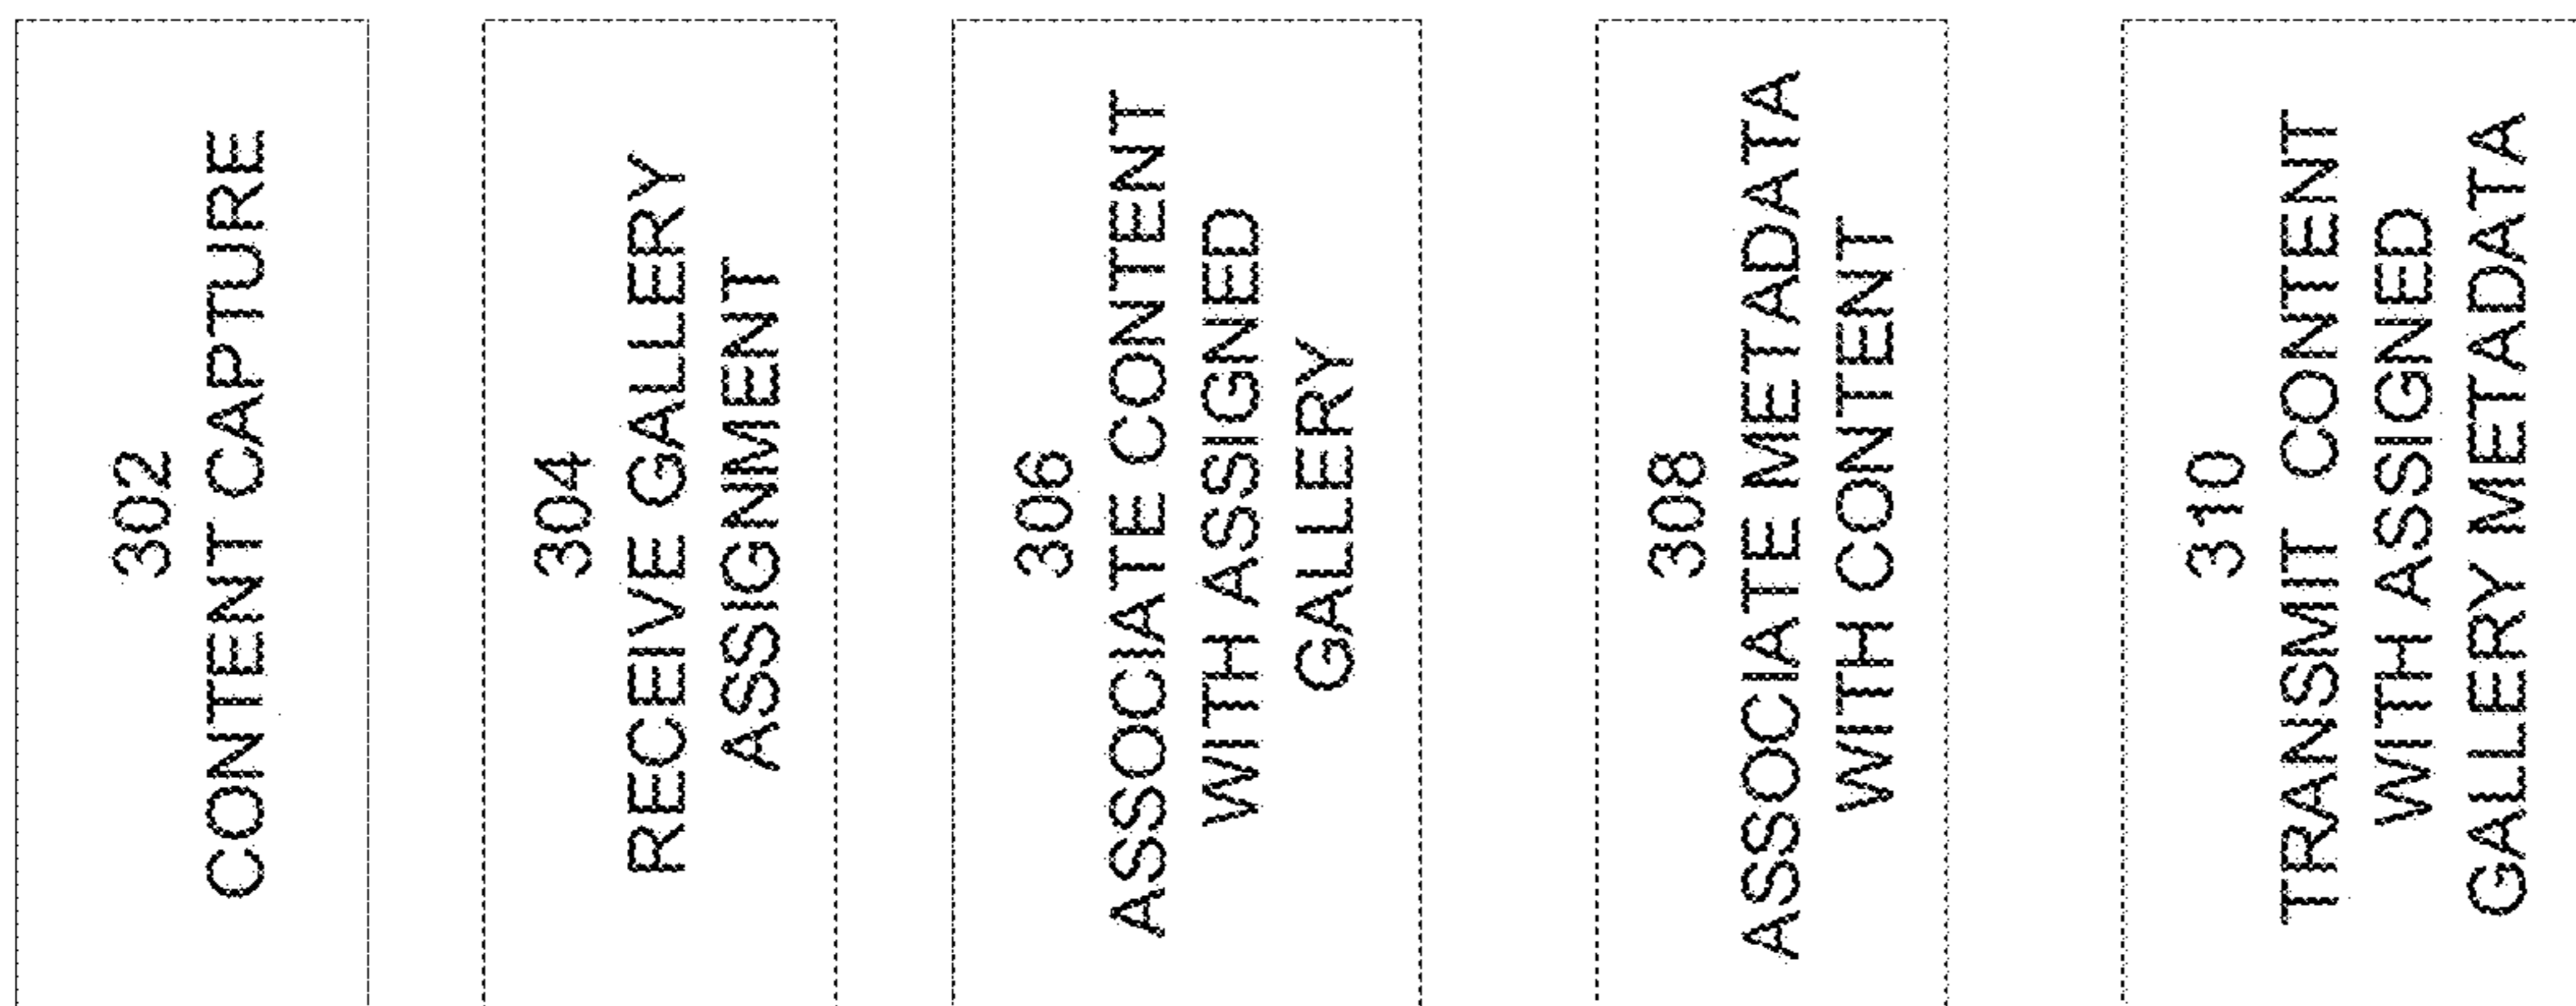 302
CONTENT CAPTURE
304
RECEIVE GALLERY
ASSIGNMENT
306
ASSOCIATE CONTENT
WITH ASSIGNED
GALLERY
308
ASSOCIATE METADATA
WITH CONTENT
310
TRANSMIT CONTENT
WITH ASSIGNED
GALLERY METADATA